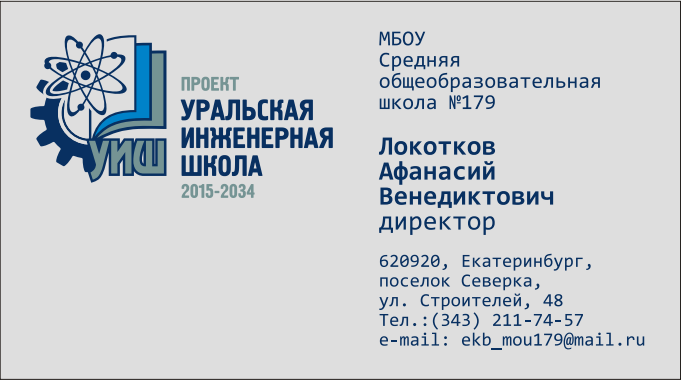 УИШ
ПРОЕКТ
УРАЛЬСКАЯ
ИНЖЕНЕРНАЯ
ШКОЛА
2015-2034
МБОУ
Средняя
общеобразовательная
школа №179
Локотков
Афанасий
Венедиктович
директор
620920, Екатеринбург,
поселок Северка,
ул. Строителей, 48
Тел.:(343) 211-74-57
e-mail: ekb_mou179@mail.ru